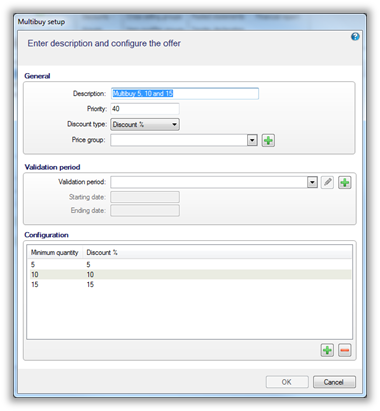 Multibuy setup
Enter description and configure the offer
General
Description: Multibuy 5, 10 and 15
Priority: 40
Discount type: Discount %
Price group:
Validation period
Validation period:
Starting date:
Ending date:
Configuration
Minimum quantity Discount %
5 5
10 10
15 15
OK Cancel